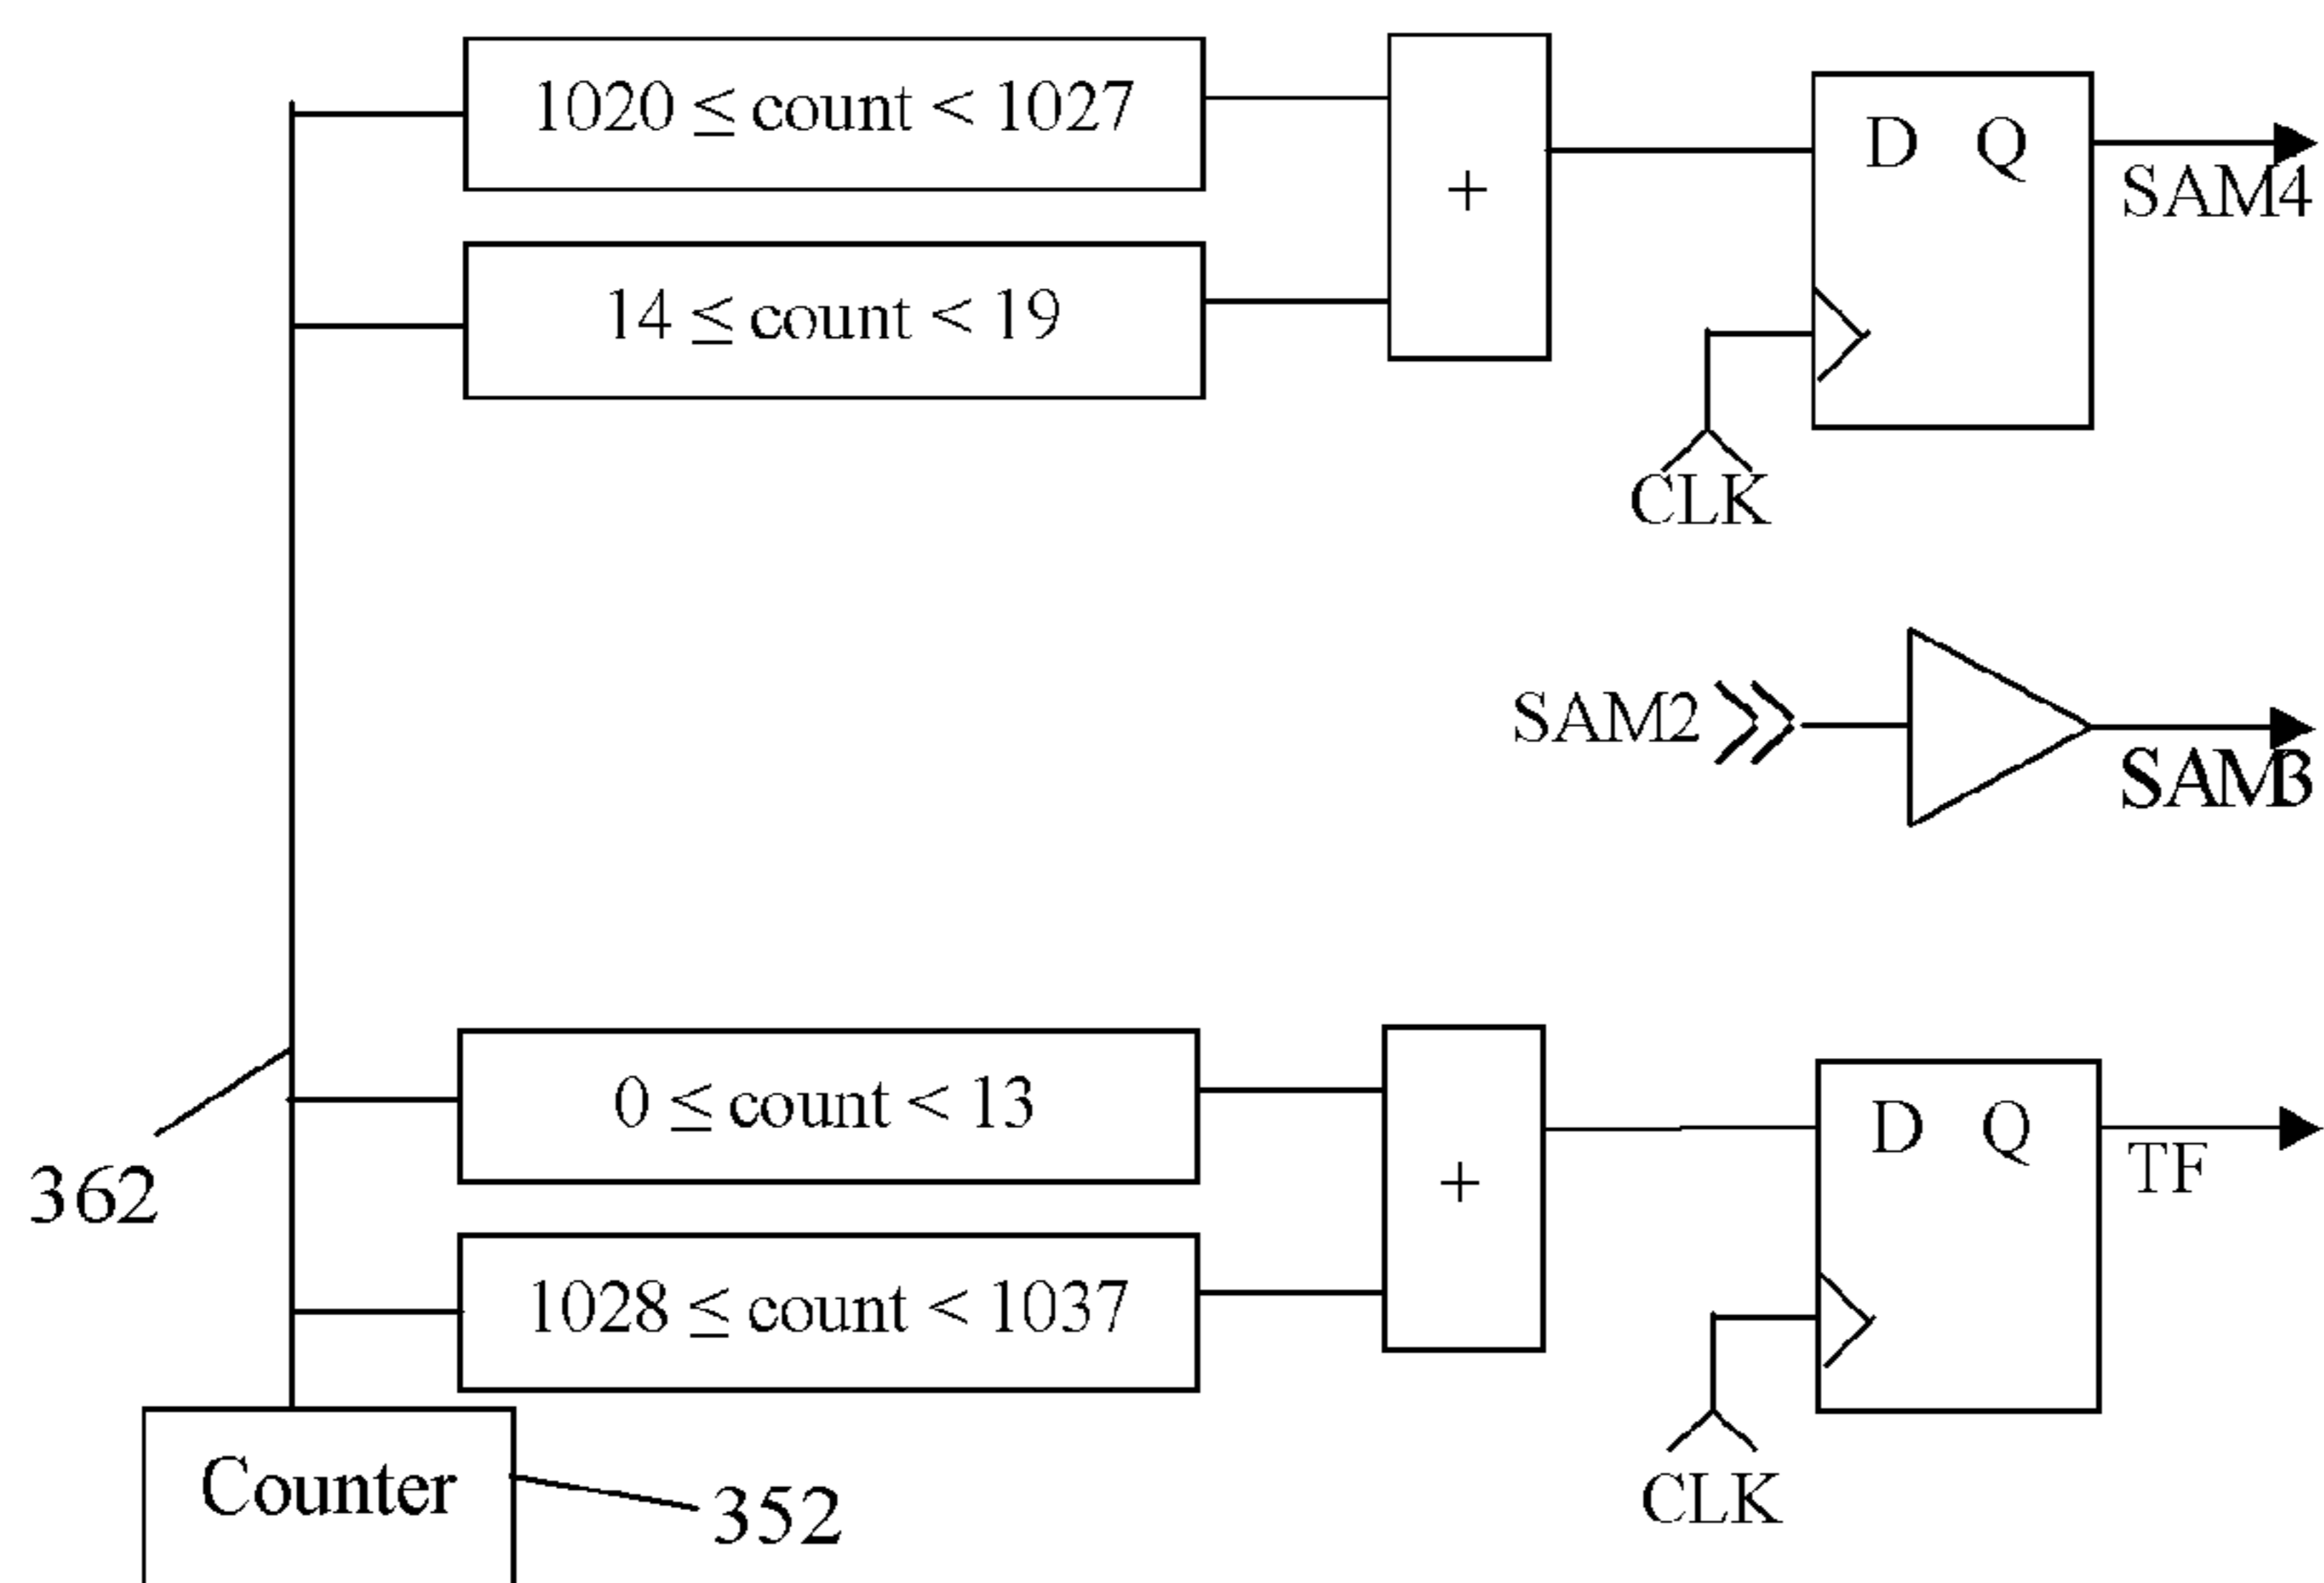 1020 ≤ count < 1027
+
D Q
SAM4
14 ≤ count < 19
CLK
SAM2
SAM3
0 ≤ count < 13
+
D Q
TF
362
1028 ≤ count < 1037
CLK
Counter
352